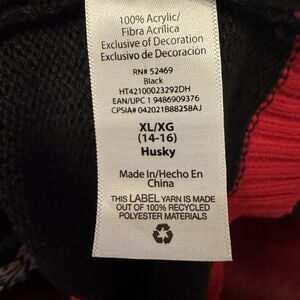 100% Acrylic/
Fibra Acrílica
Exclusive of Decoration
Exclusivo de Decoración
RN# 52469
Black
HT42100023292DH
EAN/UPC 1 9486909376
CPSIA# 042021BB8258AJ
XL/XG
(14-16)
Husky
Made In/Hecho En
China
THIS LABEL YARN IS MADE
OUT OF 100% RECYCLED
POLYESTER MATERIALS